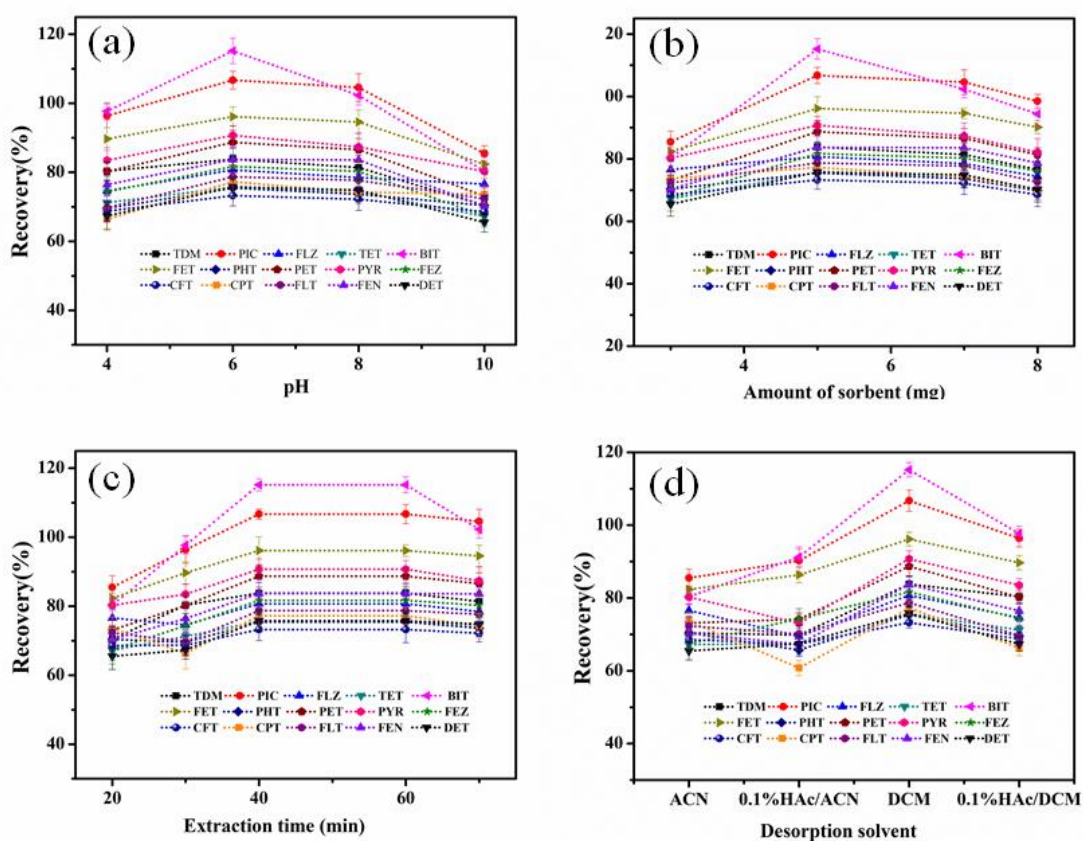 (a)
120
100
80
60
40
Recovery(%)
TDM PIC FLZ TET BIT
FET PHT PET PYR FEZ
CFT CPT FLT FEN DET
4 6 8 10
pH
(b)
20
00
80
60
40
20
Recovery (%)
TDM PIC FLZ TET BIT
FET PHT PET PYR FEZ
CFT CPT FLT FEN DET
4 6 8
Amount of sorbent (mg)
(c)
120
100
80
60
40
Recovery(%)
TDM PIC FLZ TET BIT
FET PHT PET PYR FEZ
CFT CPT FLT FEN DET
20 40 60
Extraction time (min)
(d)
120
100
80
60
40
Recovery(%)
TDM PIC FLZ TET BIT
FET PHT PET PYR FEZ
CFT CPT FLT FEN DET
ACN 0.1%HAc/ACN DCM 0.1%HAc/DCM
Desorption solvent